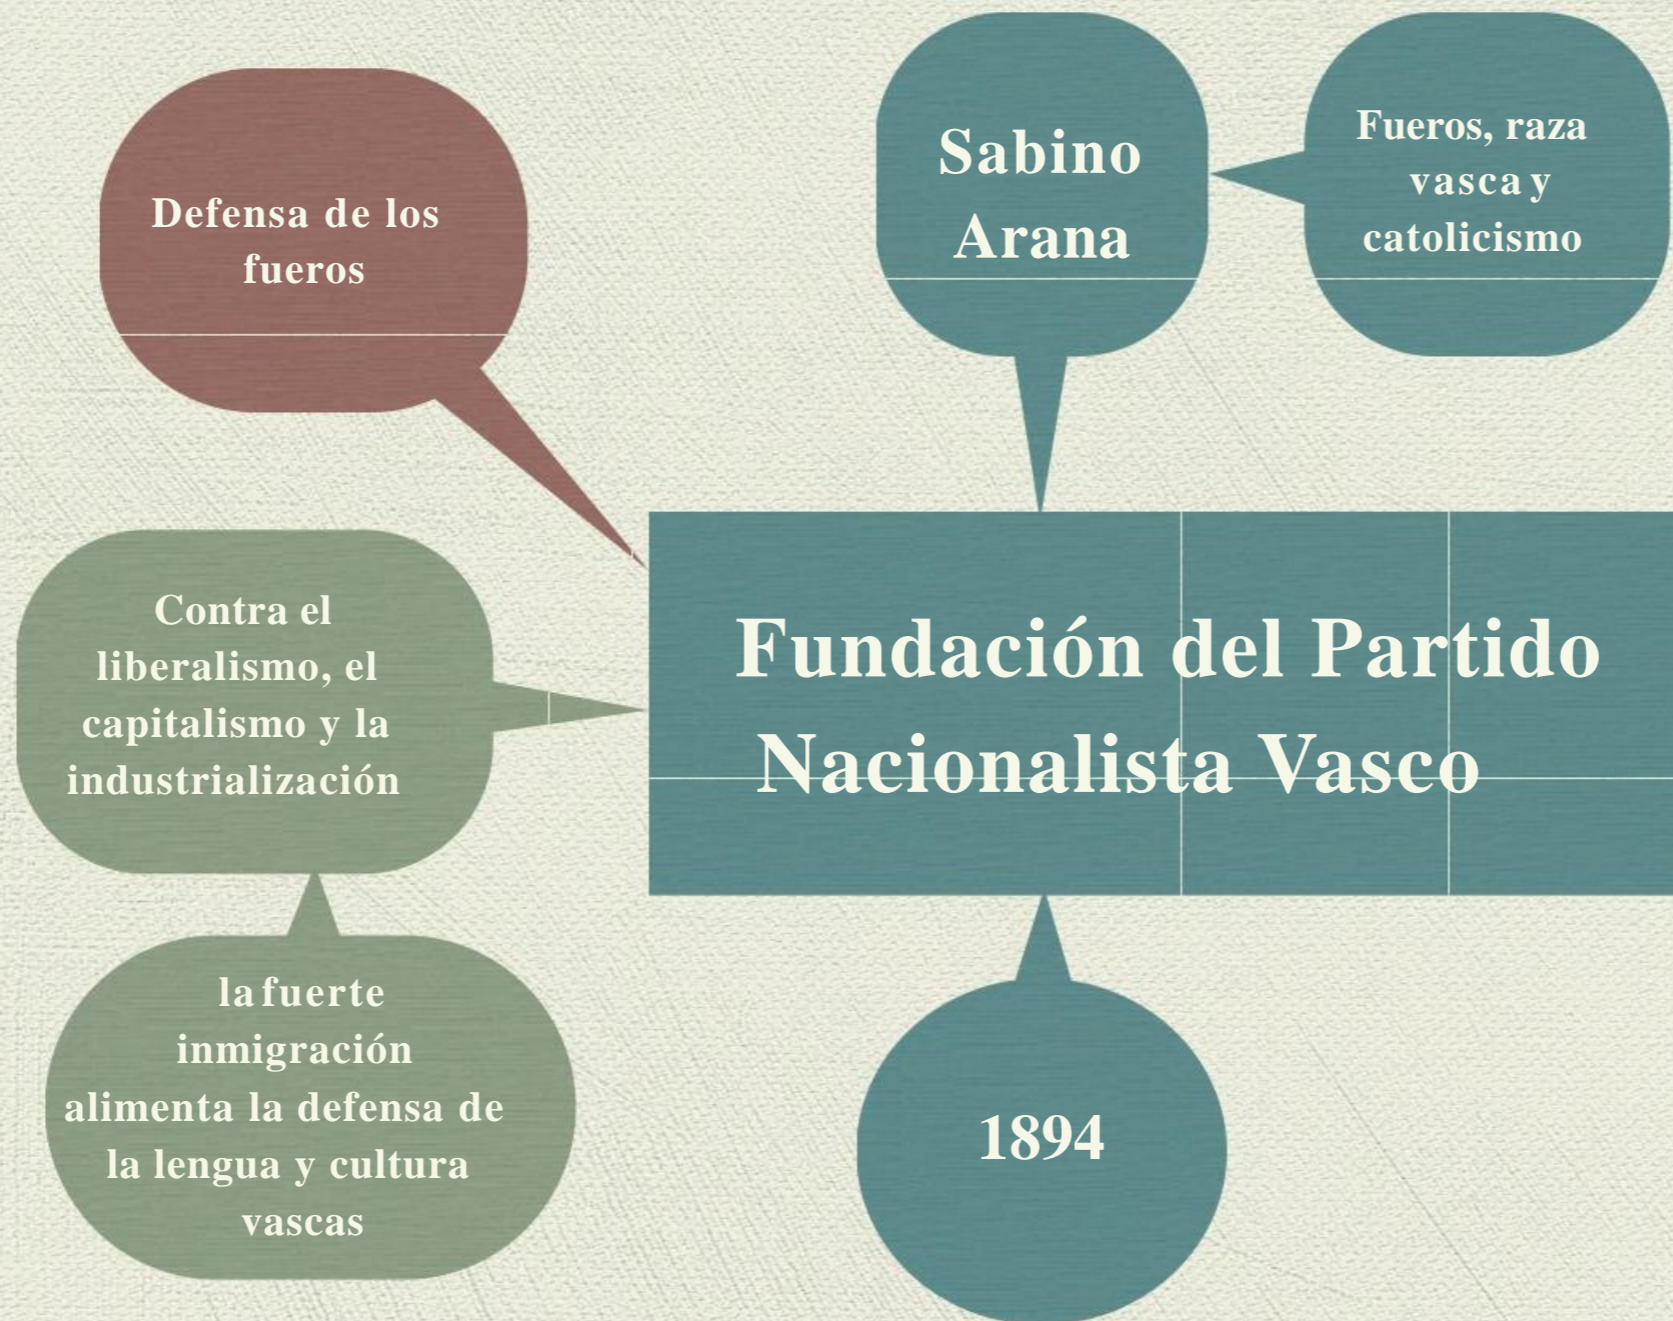 Defensa de los
fueros
Sabino
Arana
Fueros, raza
vasca y
catolicismo
Contra el
liberalismo, el
capitalismo y la
industrialización
Fundación del Partido
Nacionalista Vasco
la fuerte
inmigración
alimenta la defensa de
la lengua y cultura
vascas
1894